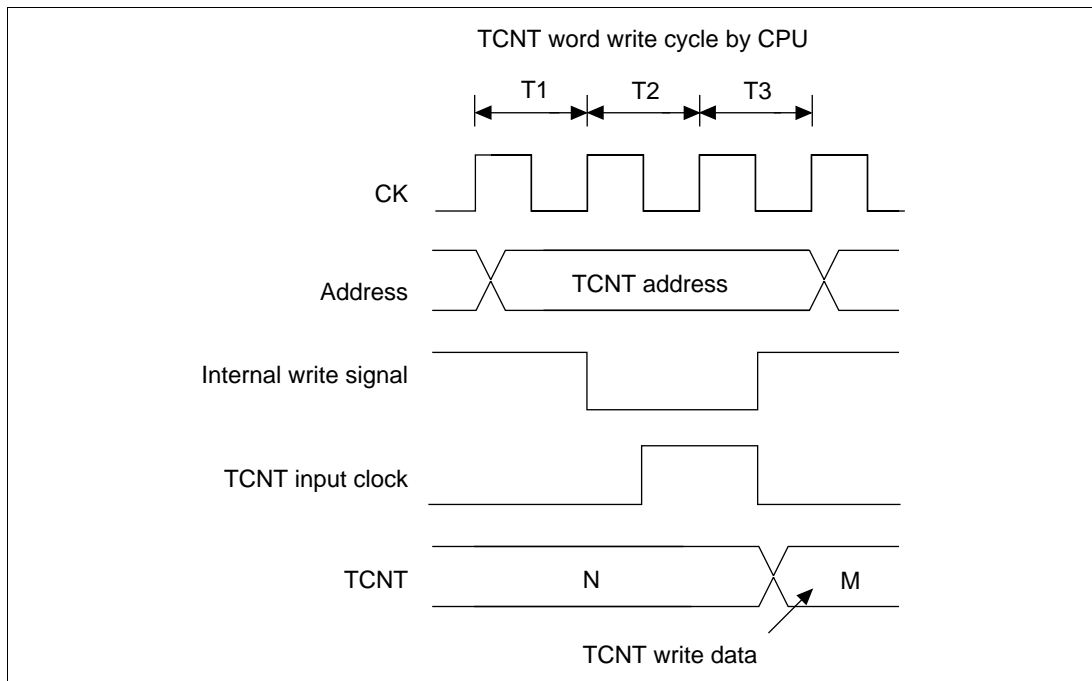 TCNT word write cycle by CPU
T1 T2 T3
CK
Address
TCNT address
Internal write signal
TCNT input clock
TCNT
N
M
TCNT write data